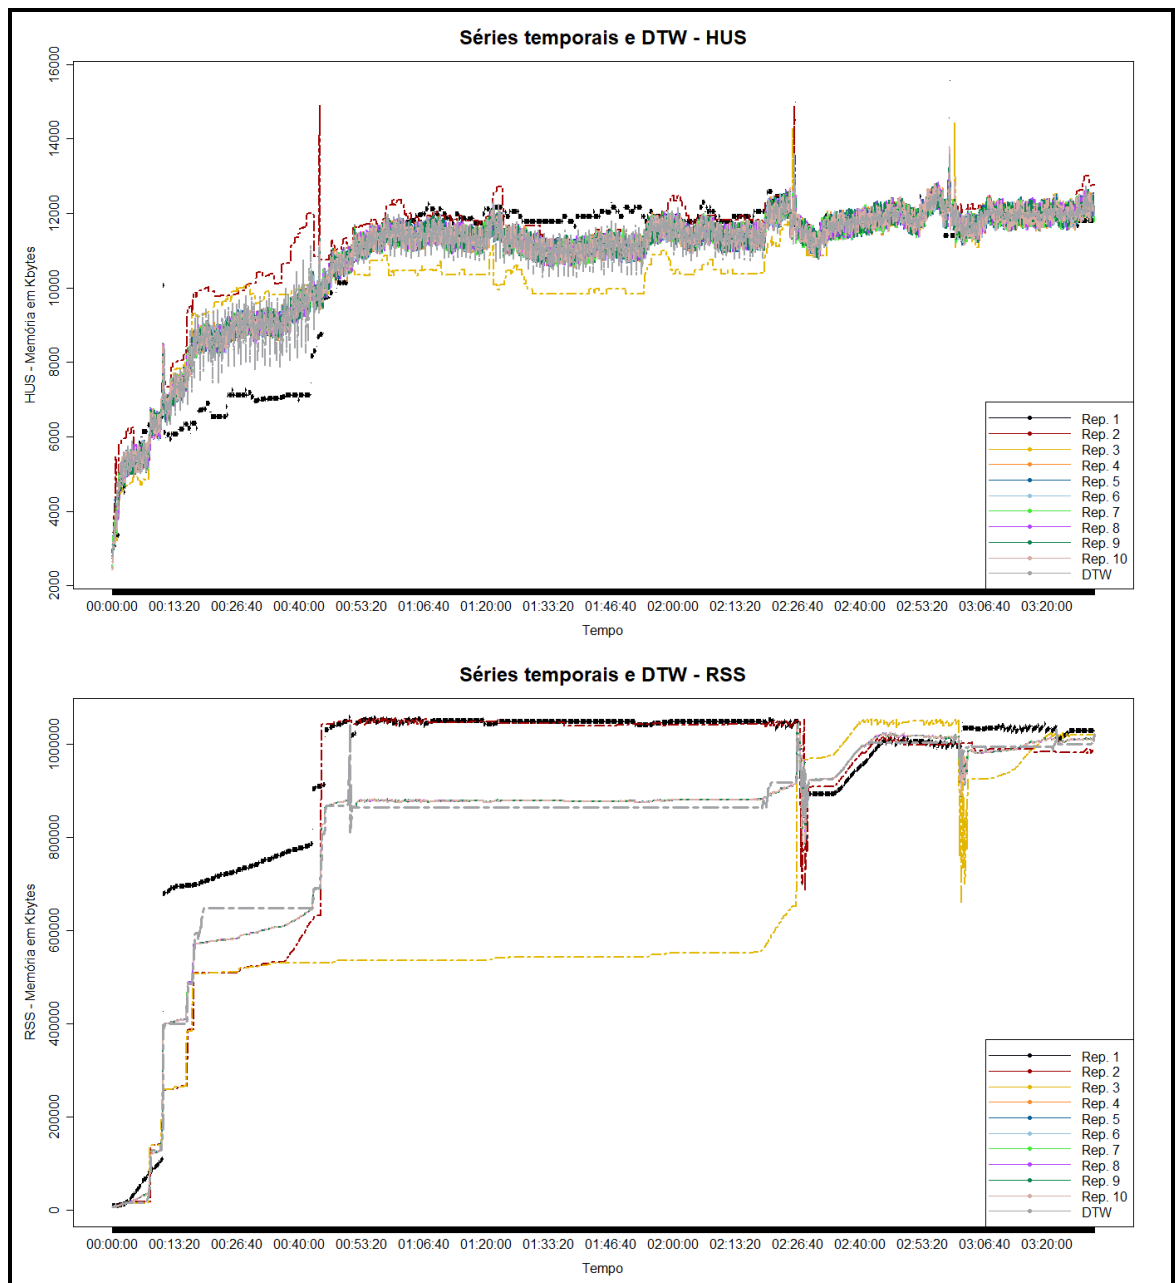 Séries temporais e DTW - HUS
HUS - Memória em Kbytes
16000
14000
12000
10000
8000
6000
4000
2000
Rep. 1
Rep. 2
Rep. 3
Rep. 4
Rep. 5
Rep. 6
Rep. 7
Rep. 8
Rep. 9
Rep. 10
DTW
00:00:00 00:13:20 00:26:40 00:40:00 00:53:20 01:06:40 01:20:00 01:33:20 01:46:40 02:00:00 02:13:20 02:26:40 02:40:00 02:53:20 03:06:40 03:20:00
Tempo
Séries temporais e DTW - RSS
RSS - Memória em Kbytes
1000000
800000
600000
400000
200000
0
Rep. 1
Rep. 2
Rep. 3
Rep. 4
Rep. 5
Rep. 6
Rep. 7
Rep. 8
Rep. 9
Rep. 10
DTW
00:00:00 00:13:20 00:26:40 00:40:00 00:53:20 01:06:40 01:20:00 01:33:20 01:46:40 02:00:00 02:13:20 02:26:40 02:40:00 02:53:20 03:06:40 03:20:00
Tempo